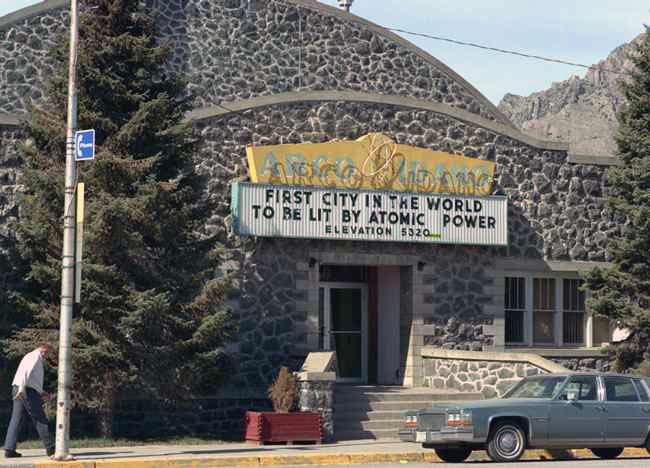 ARCO IDAHO
FIRST CITY IN THE WORLD
TO BE LIT BY ATOMIC POWER
ELEVATION 5320